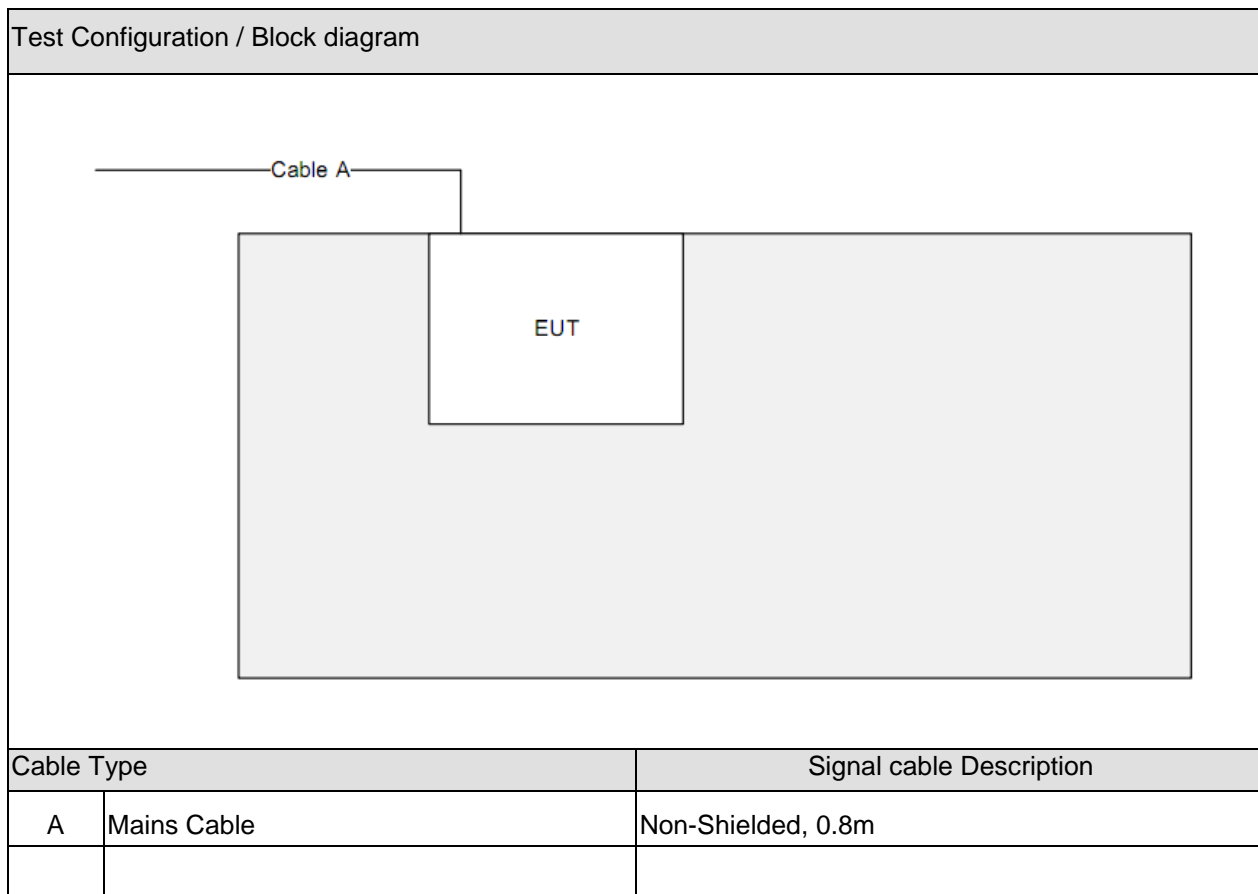 Test Configuration / Block diagram
Cable A
EUT
Cable Type Signal cable Description
A Mains Cable Non-Shielded, 0.8m